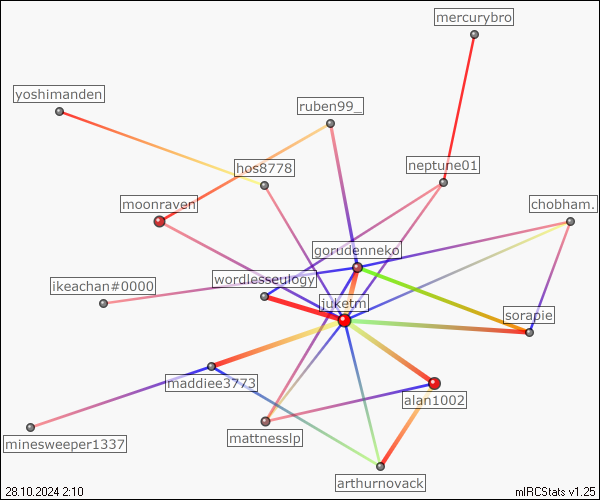 mercurybro
yoshimanden
ruben99_
hos8778
neptune01
moonraven
chobham.
gorudenneko
ikeachan#0000
wordlesseulogy
juketm
sorapie
maddiee3773
alan1002
minesweeper1337
mattnesslp
arthurnovack
28.10.2024 2:10
mIRCStats v1.25